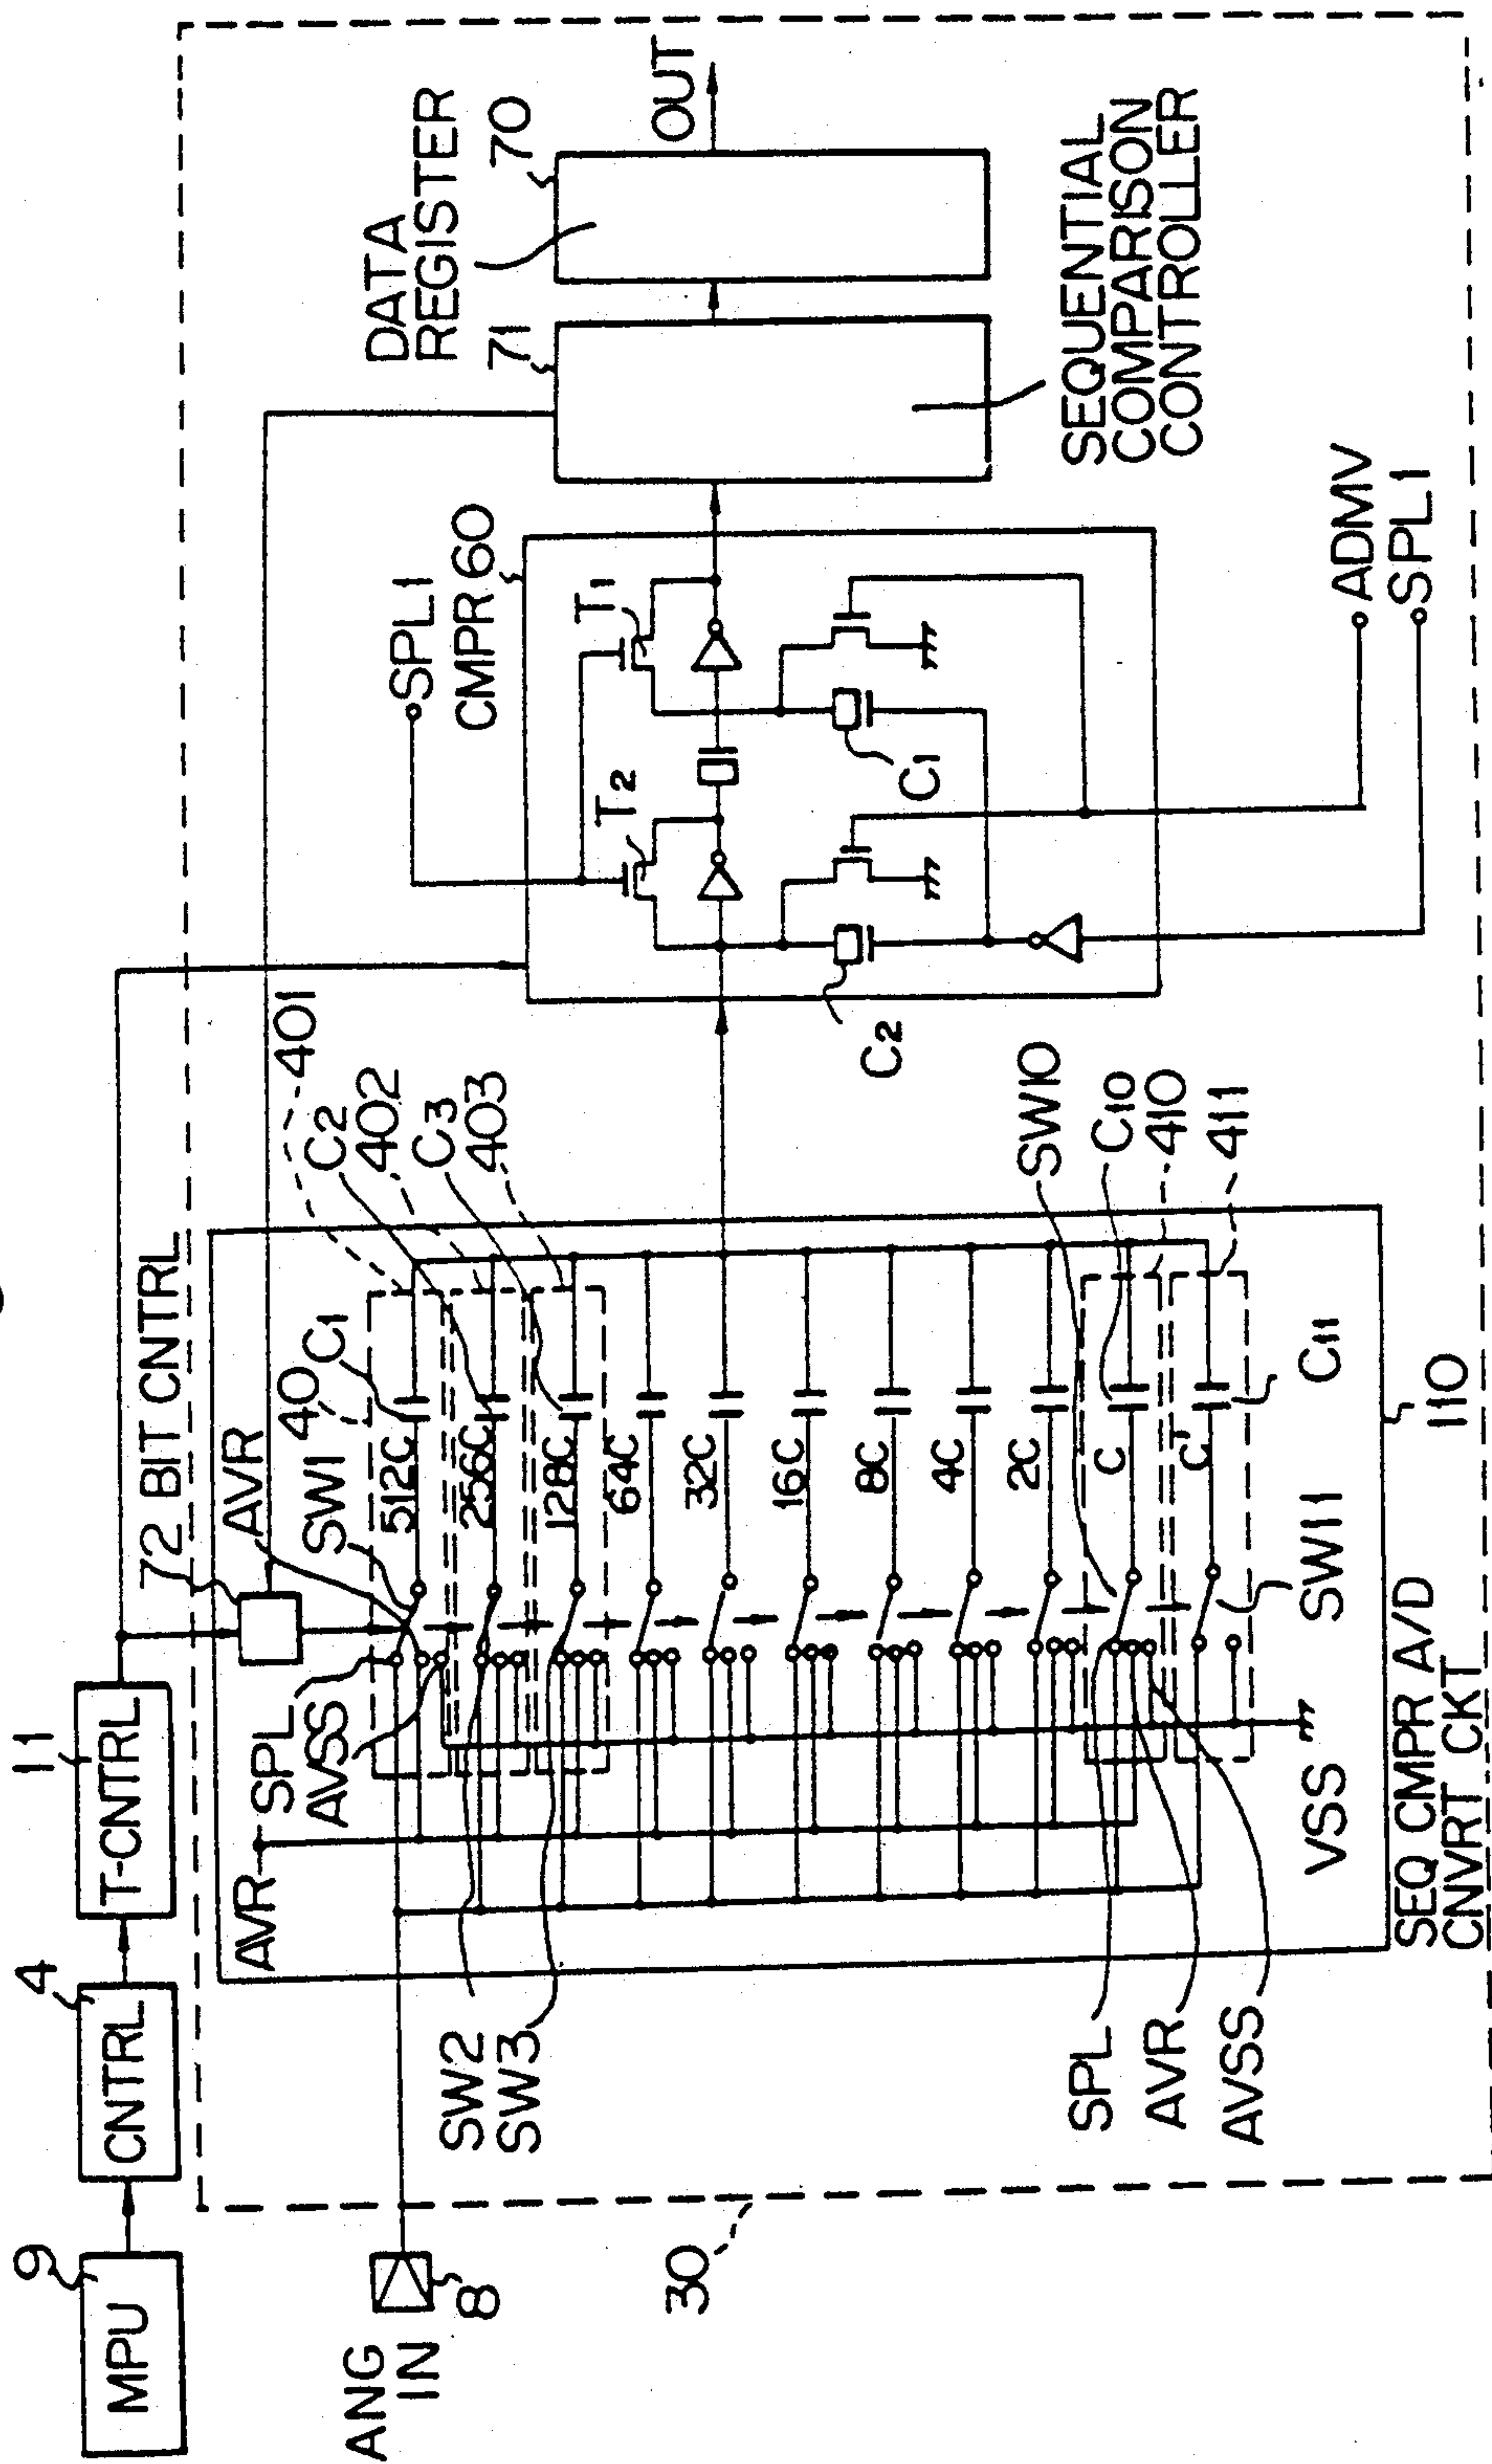 MPU
9
CNTRL
4
T-CNTRL
11
ANG
IN
8
30
72 BIT CNTRL
AVR
SPL
AVSS
AVR
SW1
40
C1
C2
401
402
C3
403
512C
256C
128C
64C
32C
16C
8C
4C
2C
C
C'
SW2
SW3
SPL
AVR
AVSS
VSS
SW10
C10
410
411
C11
SW11
110
SEQ CMPR A/D
CNVRT CKT
SPL1
CMPR 60
T1
T2
C1
C2
ADMV
SPL1
71
SEQUENTIAL
COMPARISON
CONTROLLER
DATA
REGISTER
70
OUT